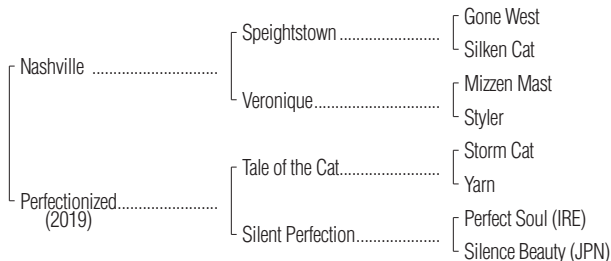 Gone West
Speightstown
Silken Cat
Nashville
Mizzen Mast
Veronique
Styler
Storm Cat
Tale of the Cat
Yarn
Perfectionized
(2019)
Perfect Soul (IRE)
Silent Perfection
Silence Beauty (JPN)